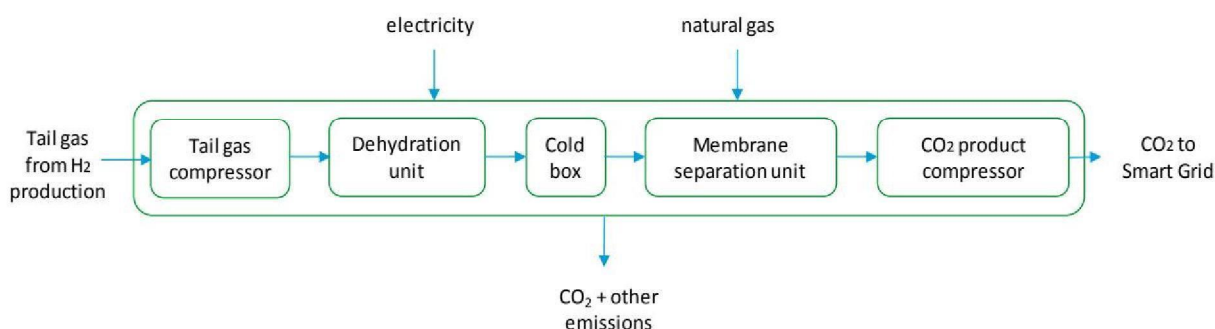 electricity
natural gas
Tail gas
from H2
production
Tail gas
compressor
Dehydration
unit
Cold
box
Membrane
separation unit
CO2 product
compressor
CO2 to
Smart Grid
CO2 + other
emissions